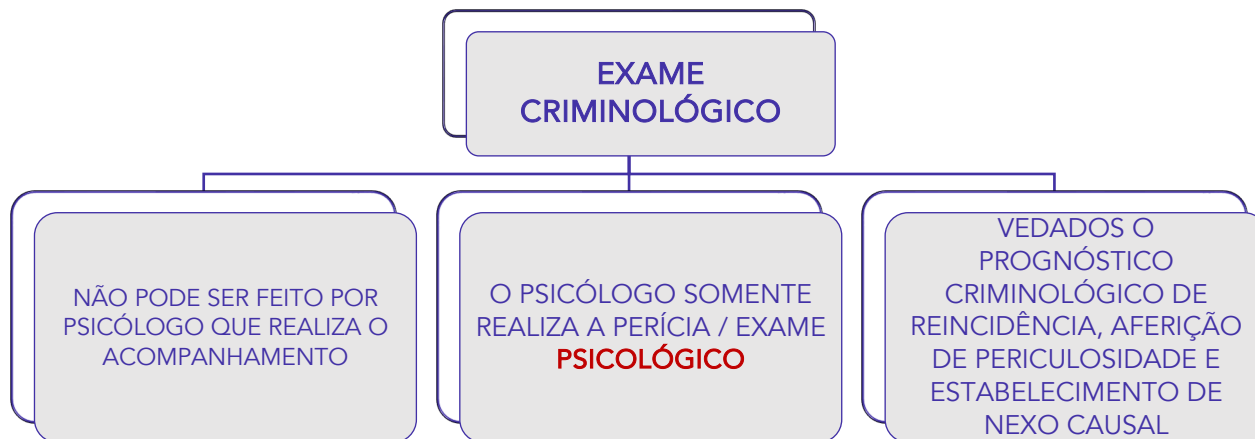 EXAME
CRIMINOLÓGICO
NÃO PODE SER FEITO POR
PSICÓLOGO QUE REALIZA O
ACOMPANHAMENTO
O PSICÓLOGO SOMENTE
REALIZA A PERÍCIA / EXAME
PSICOLÓGICO
VEDADOS O
PROGNÓSTICO
CRIMINOLÓGICO DE
REINCIDÊNCIA, AFERIÇÃO
DE PERICULOSIDADE E
ESTABELECIMENTO DE
NEXO CAUSAL